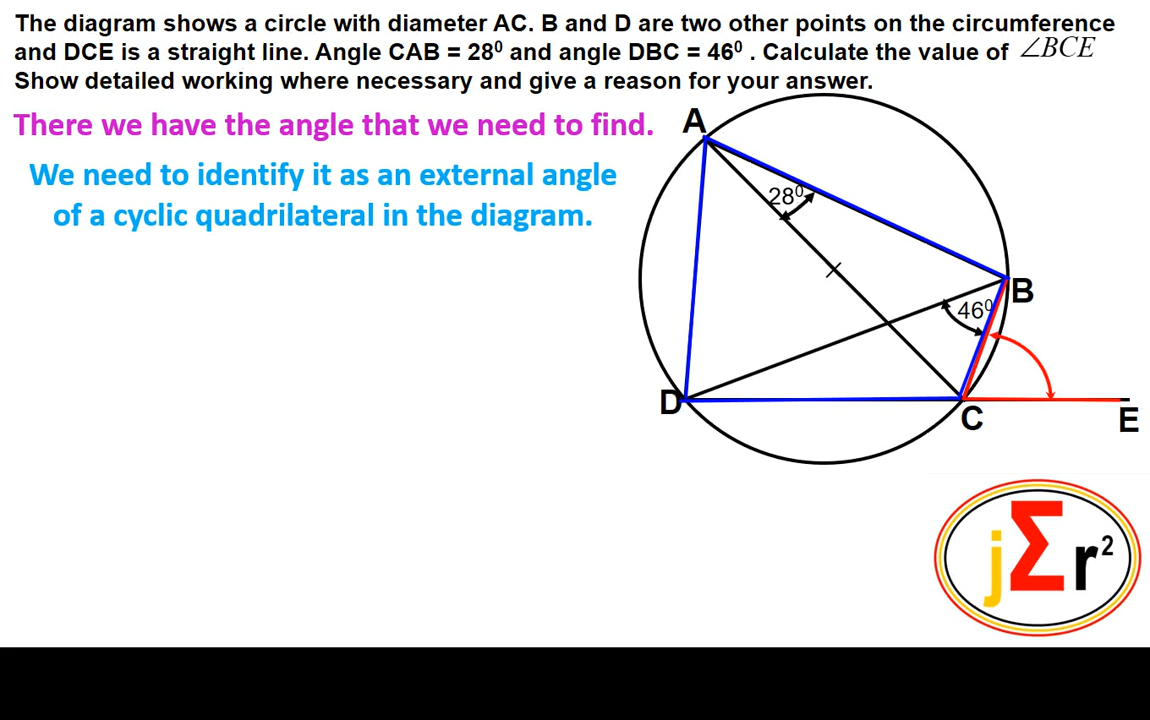 The diagram shows a circle with diameter AC. B and D are two other points on the circumference
and DCE is a straight line. Angle CAB = 28⁰ and angle DBC = 46⁰ . Calculate the value of ∠BCE
Show detailed working where necessary and give a reason for your answer.
There we have the angle that we need to find.
We need to identify it as an external angle
of a cyclic quadrilateral in the diagram.
A
28⁰
B
46⁰
D
C
E
jΣr²